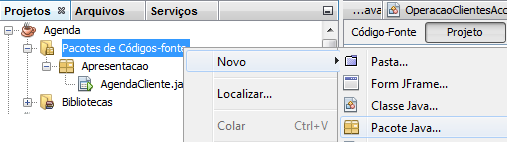 Projetos
Arquivos
Serviços
...ava
OperacaoClientesAcc
Agenda
Código-Fonte
Projeto
Pacotes de Códigos-fonte
Apresentacao
AgendaCliente.ja
Bibliotecas
Novo
Localizar...
Colar Ctrl+V
Pasta...
Form JFrame...
Classe Java...
Pacote Java...